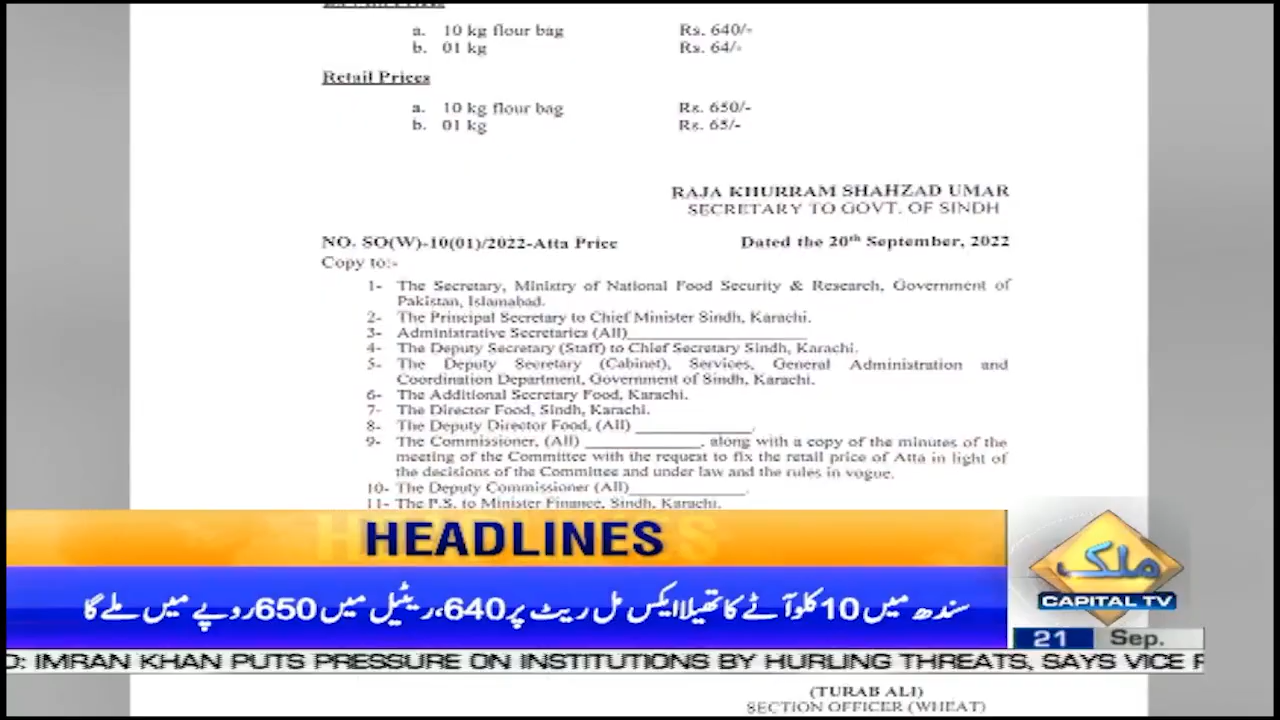 a. 10 kg flour bag Rs. 640/-
b. 01 kg Rs. 64/-
Retail Prices
a. 10 kg flour bag Rs. 650/-
b. 01 kg Rs. 65/-
RAJA KHURRAM SHAHZAD UMAR
SECRETARY TO GOVT. OF SINDH
NO. SO(W)-10(01)/2022-Atta Price Dated the 20th September, 2022
Copy to:-
1- The Secretary, Ministry of National Food Security & Research, Government of
Pakistan, Islamabad.
2- The Principal Secretary to Chief Minister Sindh, Karachi.
3- Administrative Secretaries (All)
4- The Deputy Secretary (Staff) to Chief Secretary Sindh, Karachi.
5- The Deputy Secretary (Cabinet), Services, General Administration and
Coordination Department, Government of Sindh, Karachi.
6- The Additional Secretary Food, Karachi.
7- The Director Food, Sindh, Karachi.
8- The Deputy Director Food, (All) ____________.
9- The Commissioner, (All) ____________, along with a copy of the minutes of the
meeting of the Committee with the request to fix the retail price of Atta in light of
the decisions of the Committee and under law and the rules in vogue.
10- The Deputy Commissioner (All)____________.
11- The P.S. to Minister Finance, Sindh, Karachi.
HEADLINES
سندھ میں 10 کلو آٹے کا تھیلا ایکس مل ریٹ پر 640، ریٹیل میں 650 روپے میں ملے گا
ملک
CAPITAL TV
21 Sep.
D: IMRAN KHAN PUTS PRESSURE ON INSTITUTIONS BY HURLING THREATS, SAYS VICE P
(TURAB ALI)
SECTION OFFICER (WHEAT)